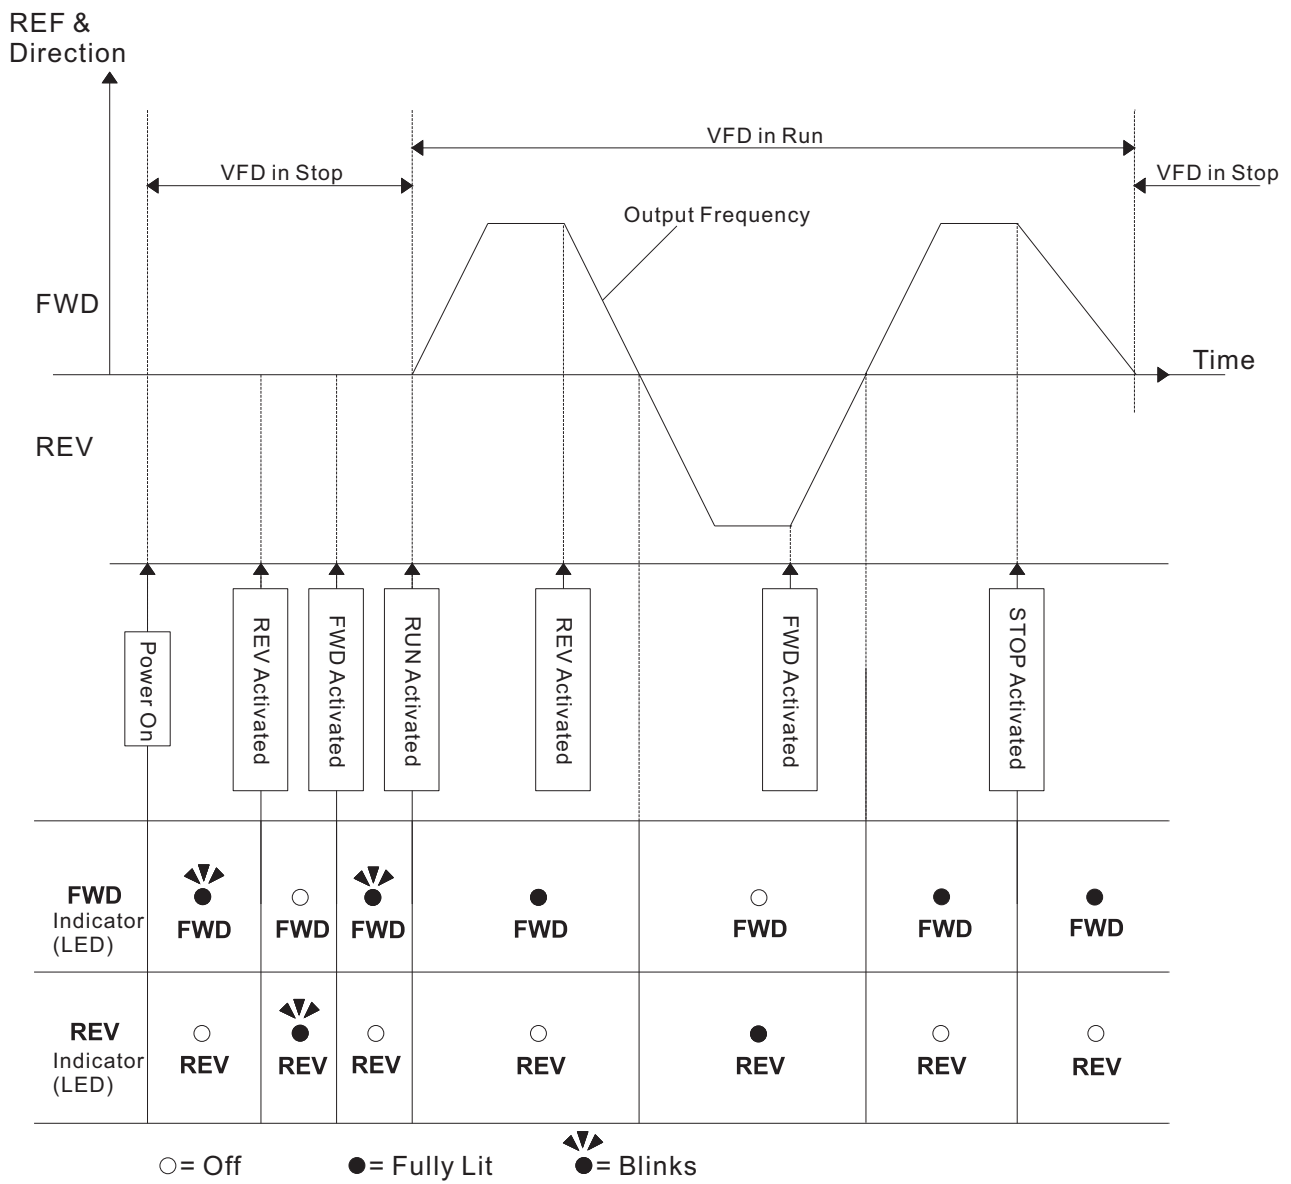 REF &
Direction
VFD in Run
VFD in Stop
VFD in Stop
Output Frequency
FWD
Time
REV
Power On
REV Activated
FWD Activated
RUN Activated
REV Activated
FWD Activated
STOP Activated
FWD
Indicator
(LED)
FWD
FWD
FWD
FWD
FWD
FWD
FWD
REV
Indicator
(LED)
REV
REV
REV
REV
REV
REV
REV
= Off
= Fully Lit
= Blinks